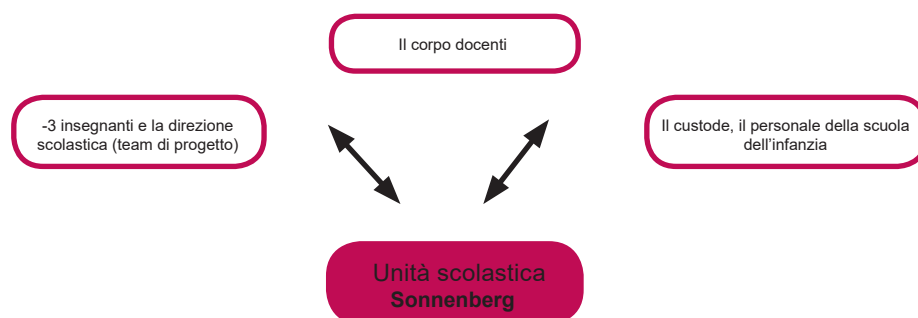 Il corpo docenti
-3 insegnanti e la direzione
scolastica (team di progetto)
Il custode, il personale della scuola
dell'infanzia
Unità scolastica
Sonnenberg